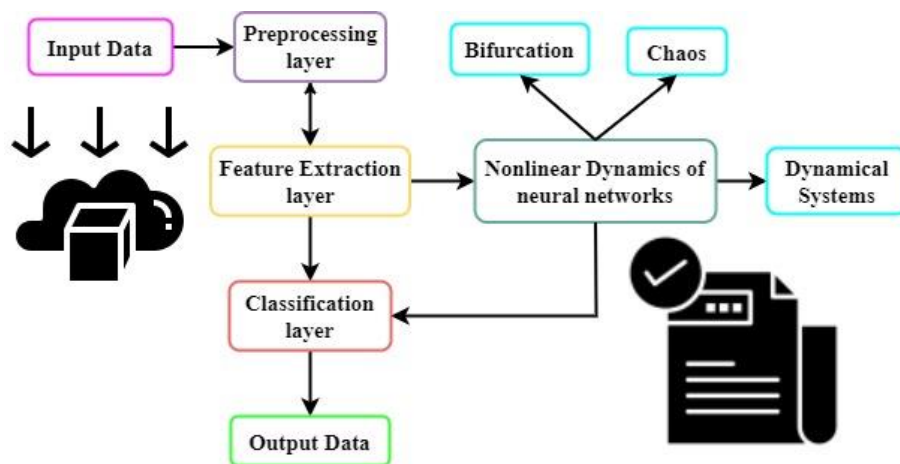 Input Data
Preprocessing
layer
Bifurcation
Chaos
Feature Extraction
layer
Nonlinear Dynamics of
neural networks
Dynamical
Systems
Classification
layer
Output Data